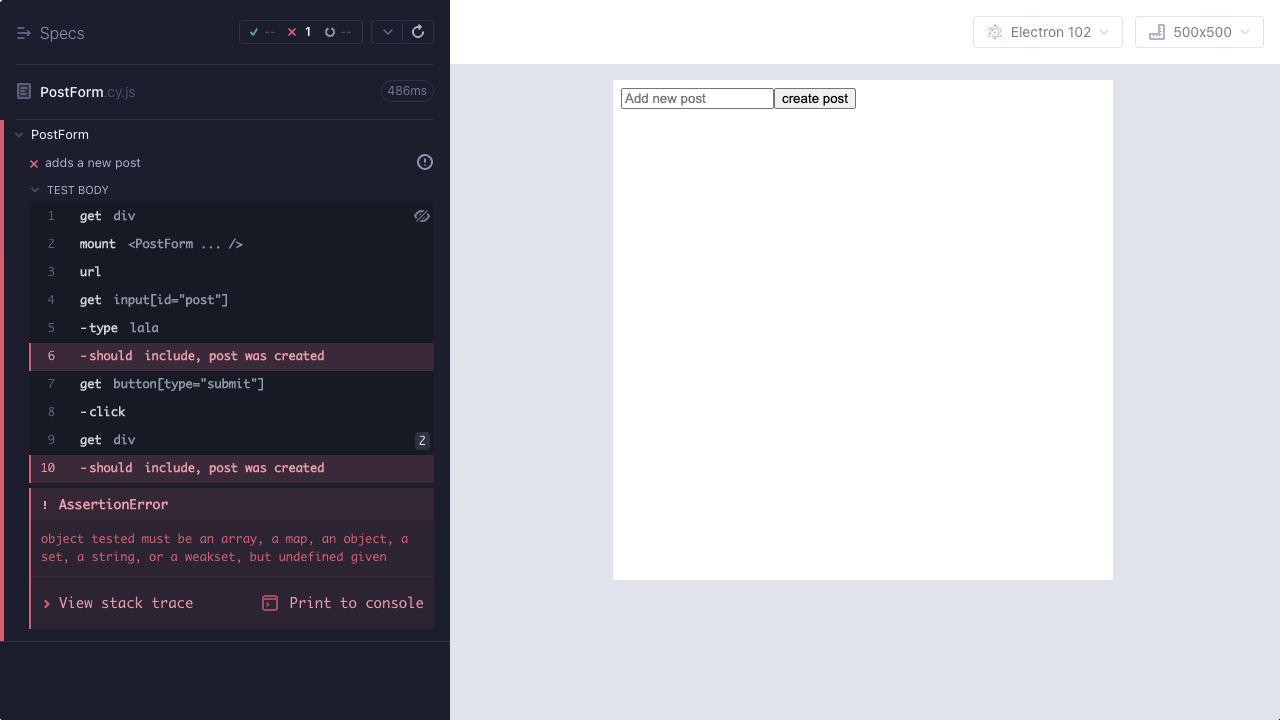 Specs
-- 1 --
PostForm.cy.js
486ms
PostForm
adds a new post
TEST BODY
1 get div
2 mount <PostForm ... />
3 url
4 get input[id="post"]
5 -type lala
6 -should include, post was created
7 get button[type="submit"]
8 -click
9 get div 2
10 -should include, post was created
! AssertionError
object tested must be an array, a map, an object, a
set, a string, or a weakset, but undefined given
View stack trace
Print to console
Electron 102
500x500
Add new post
create post